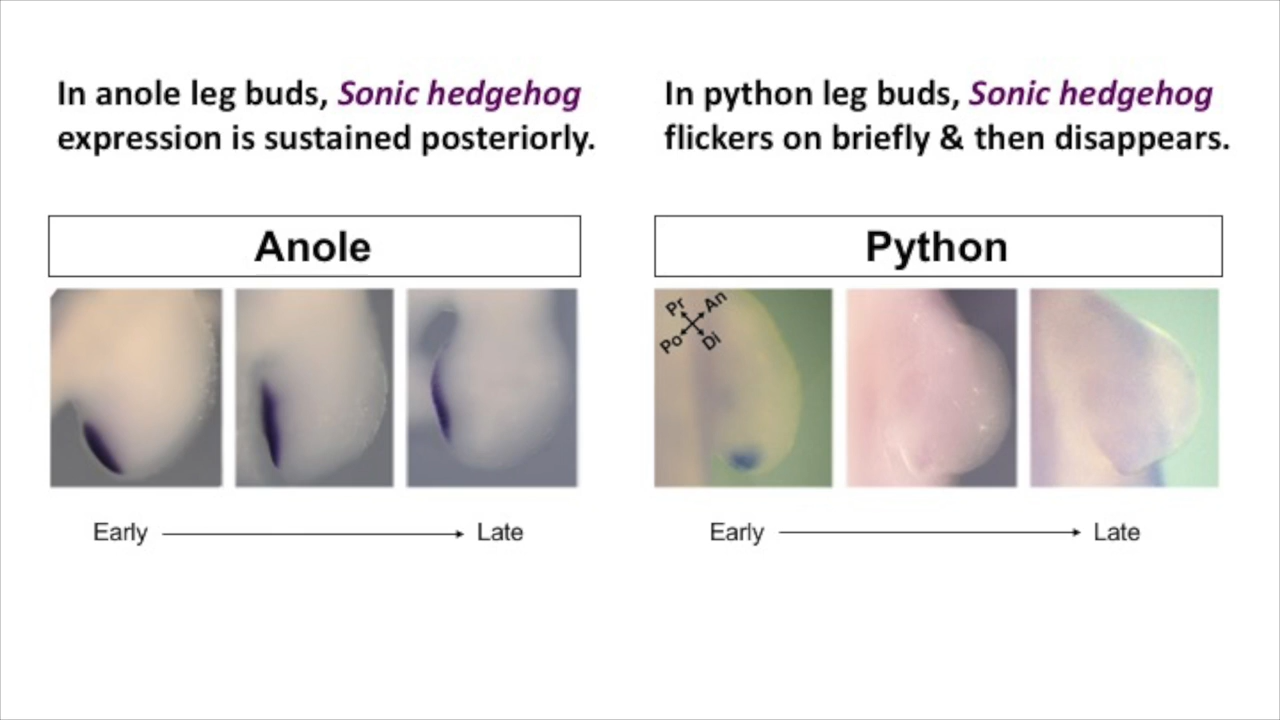 In anole leg buds, Sonic hedgehog
expression is sustained posteriorly.
In python leg buds, Sonic hedgehog
flickers on briefly & then disappears.
Anole
Python
Pr An
Po Di
Early
Late
Early
Late